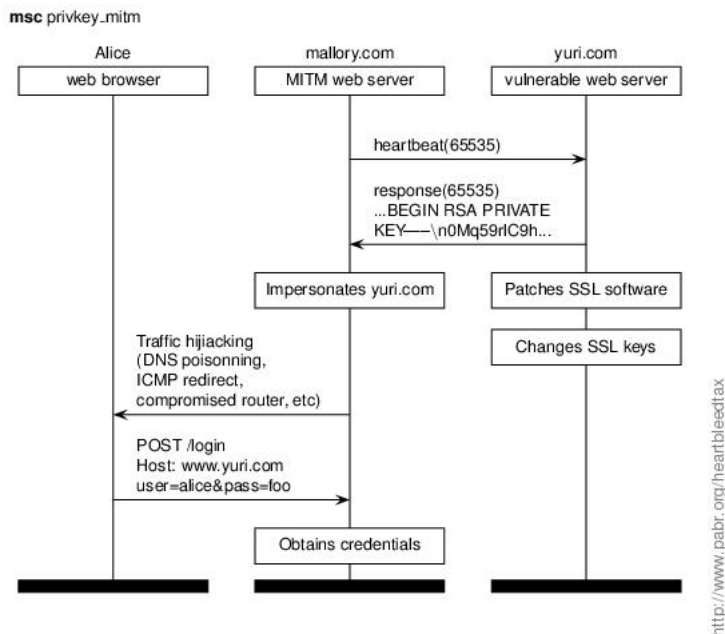 msc privkey_mitm
Alice
mallory.com
yuri.com
web browser
MITM web server
vulnerable web server
heartbeat(65535)
response(65535)
...BEGIN RSA PRIVATE
KEY-----\n0Mq59rIC9h...
Impersonates yuri.com
Patches SSL software
Changes SSL keys
Traffic hijiacking
(DNS poisonning,
ICMP redirect,
compromised router, etc)
POST /login
Host: www.yuri.com
user=alice&pass=foo
Obtains credentials
http://www.pabr.org/heartbleedtax